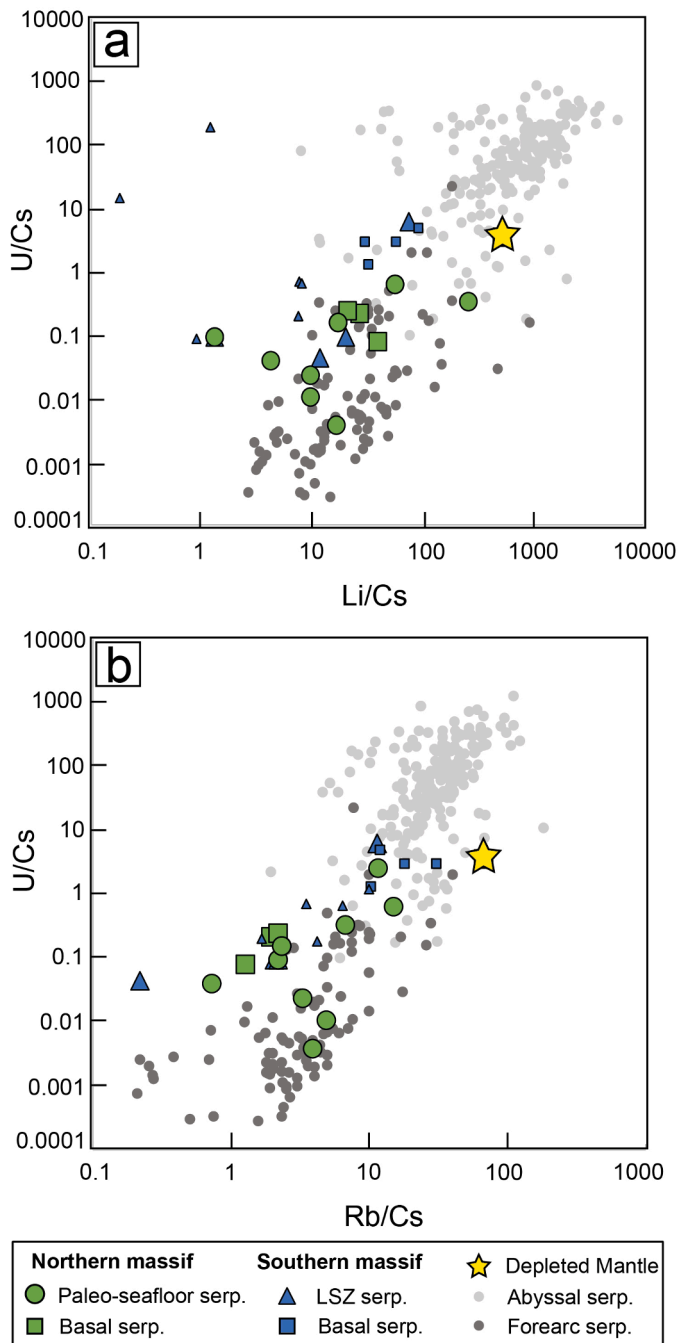 10000
a
1000
100
10
1
0.1
0.01
0.001
0.0001
U/Cs
0.1 1 10 100 1000 10000
Li/Cs
10000
b
1000
100
10
1
0.1
0.01
0.001
0.0001
U/Cs
0.1 1 10 100 1000
Rb/Cs
Northern massif Southern massif Depleted Mantle
Paleo-seafloor serp. LSZ serp. Abyssal serp.
Basal serp. Basal serp. Forearc serp.